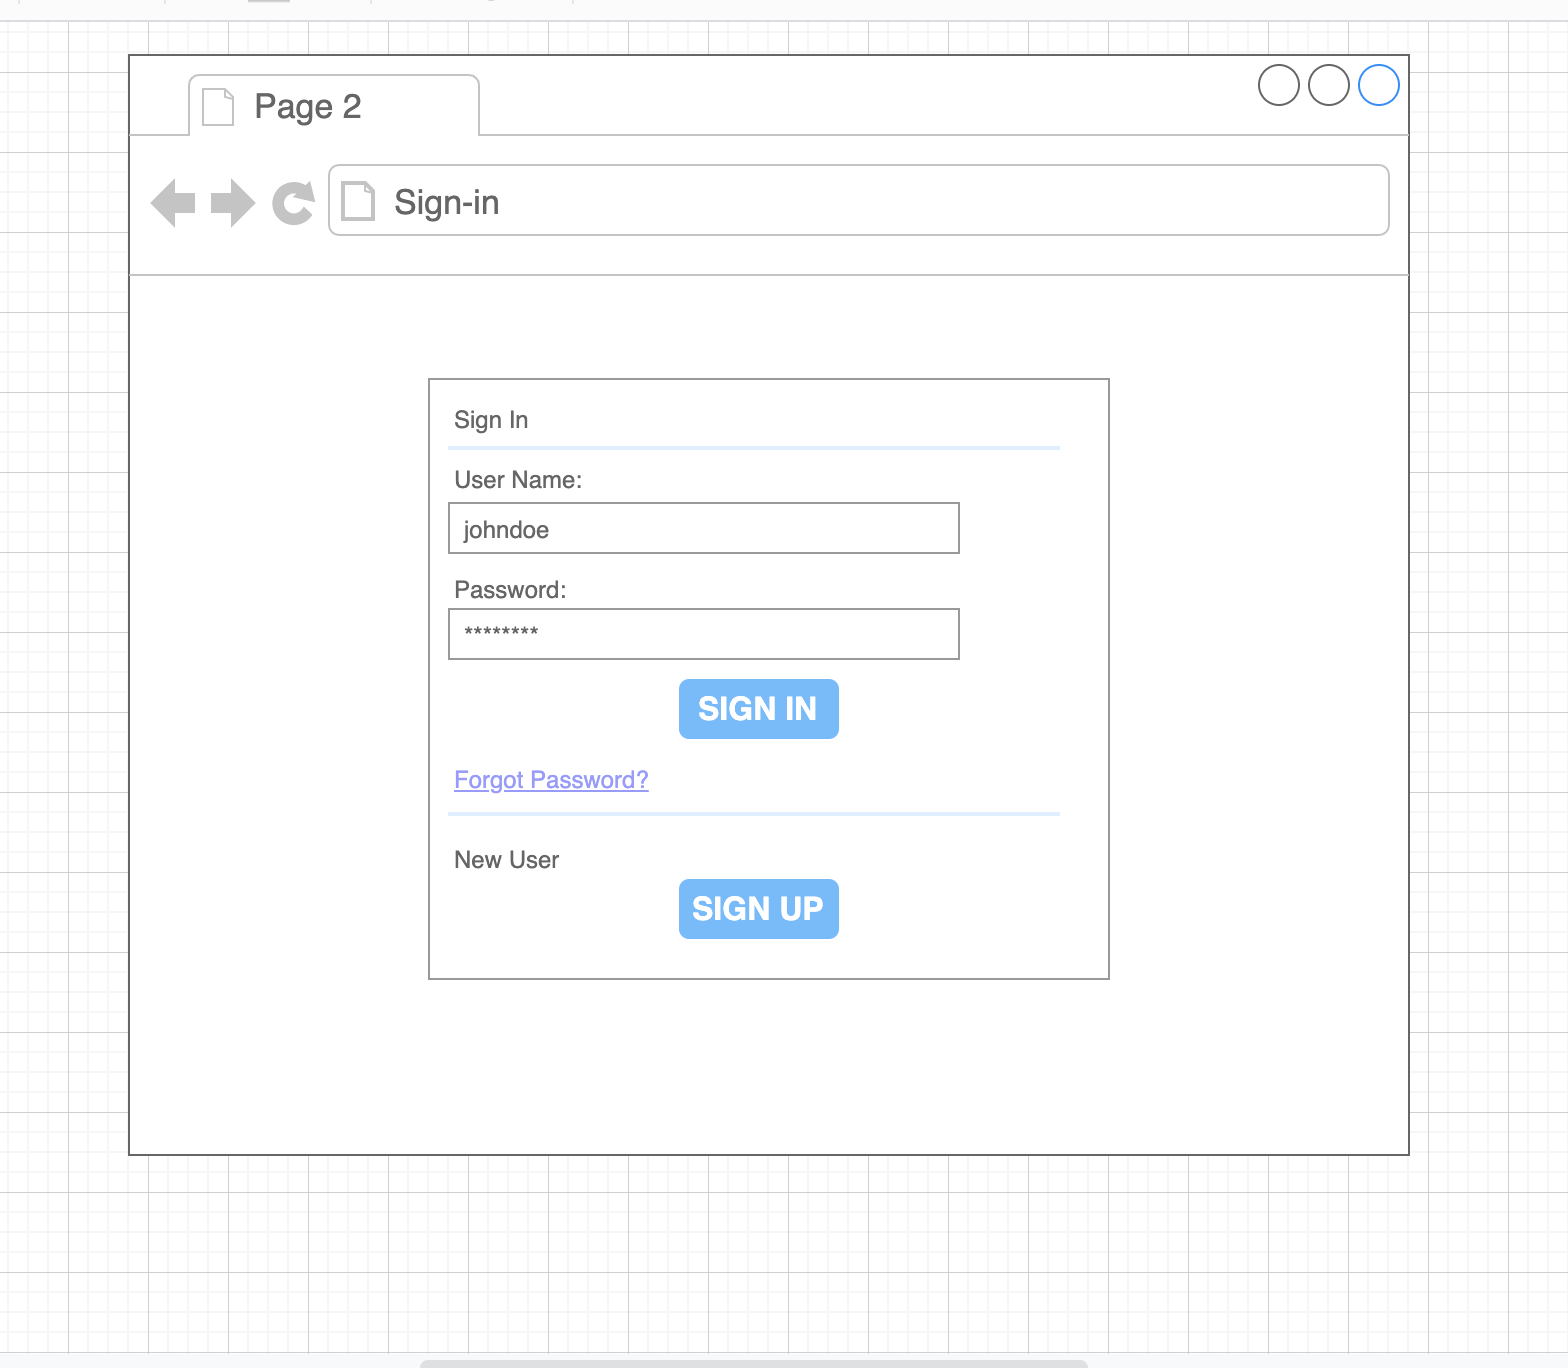 Page 2
Sign-in
Sign In
User Name:
johndoe
Password:
********
SIGN IN
Forgot Password?
New User
SIGN UP